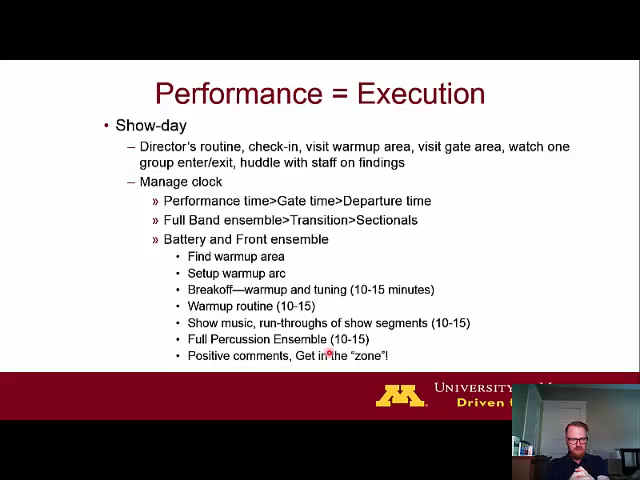 Performance = Execution
• Show-day
– Director's routine, check-in, visit warmup area, visit gate area, watch one
group enter/exit, huddle with staff on findings
– Manage clock
» Performance time>Gate time>Departure time
» Full Band ensemble>Transition>Sectionals
» Battery and Front ensemble
• Find warmup area
• Setup warmup arc
• Breakoff—warmup and tuning (10-15 minutes)
• Warmup routine (10-15)
• Show music, run-throughs of show segments (10-15)
• Full Percussion Ensemble (10-15)
• Positive comments, Get in the "zone"!
M UNIVERSITY
Driven